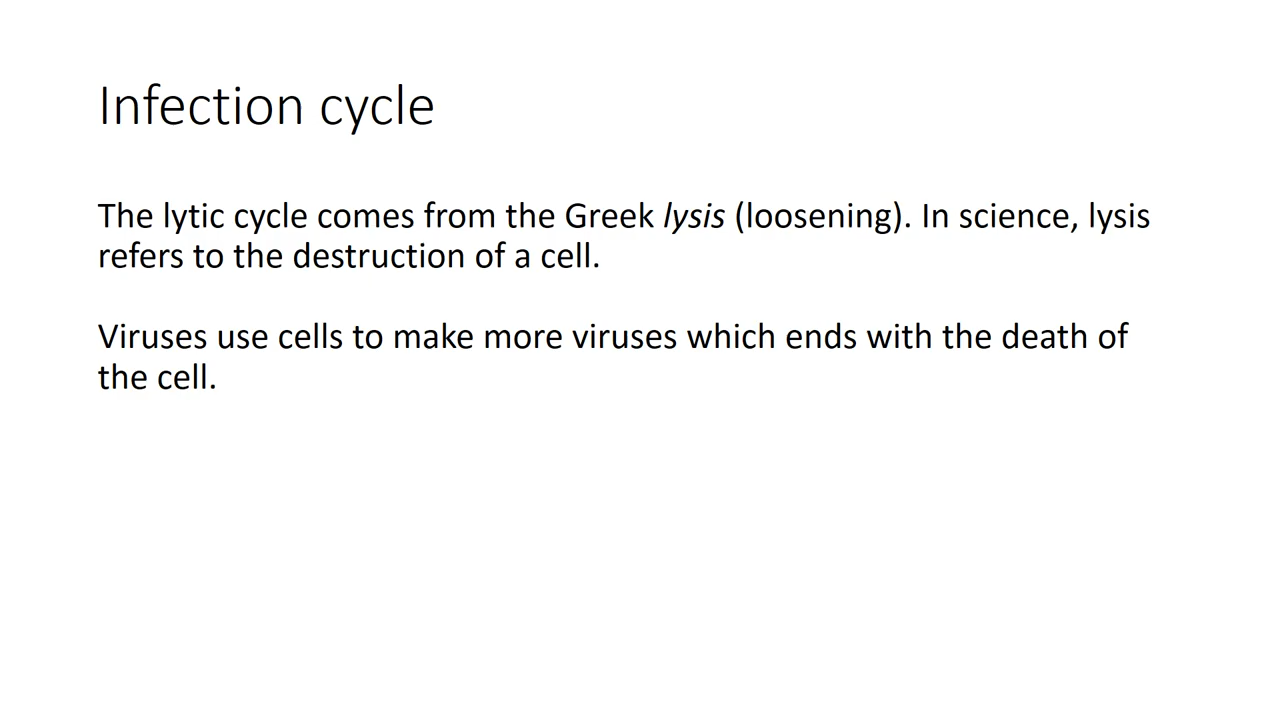 Infection cycle
The lytic cycle comes from the Greek lysis (loosening). In science, lysis
refers to the destruction of a cell.
Viruses use cells to make more viruses which ends with the death of
the cell.